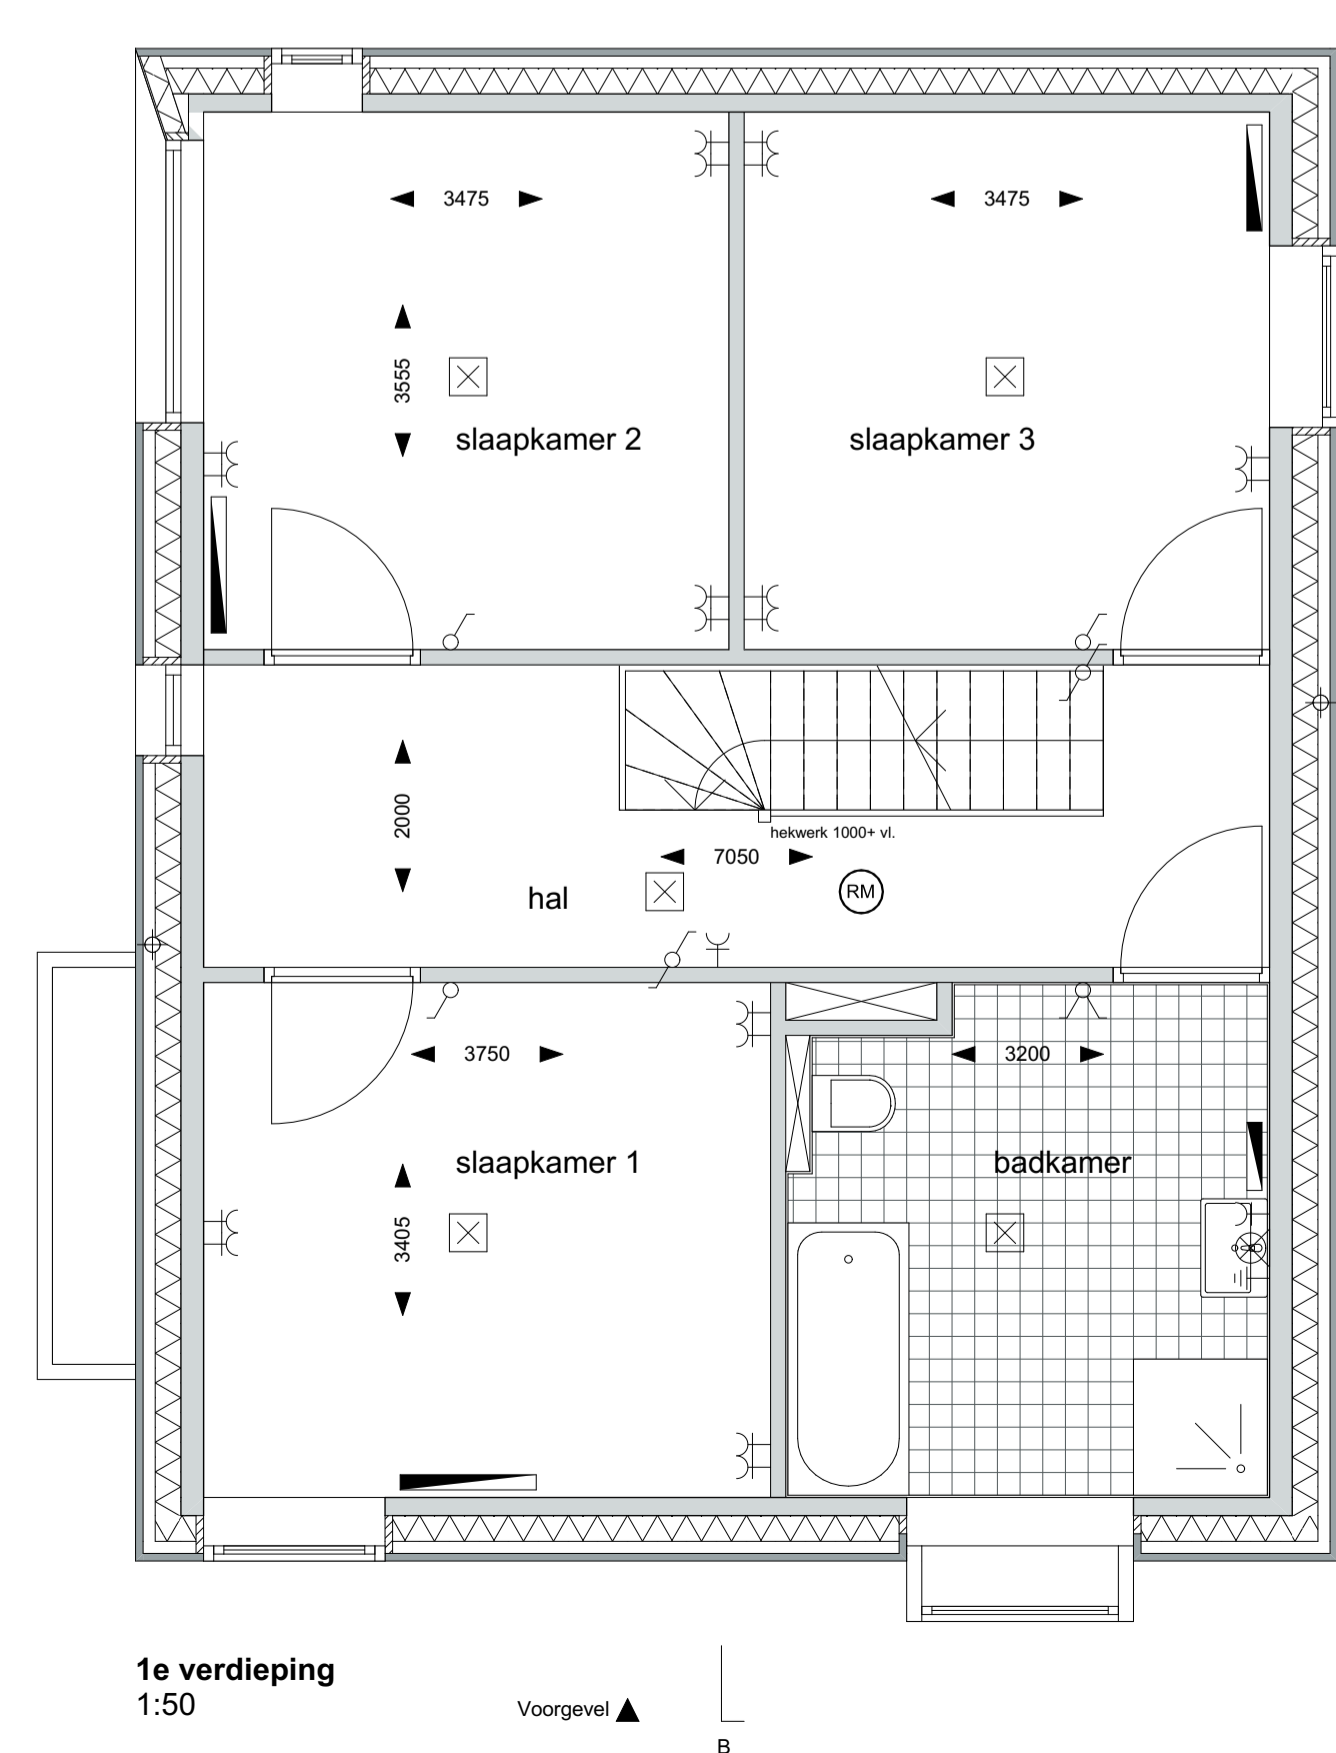 3475
3475
3555
slaapkamer 2
slaapkamer 3
2000
hekwerk 1000+ vl.
7050
hal
RM
3750
3200
slaapkamer 1
badkamer
3405
1e verdieping
1:50
Voorgevel
B